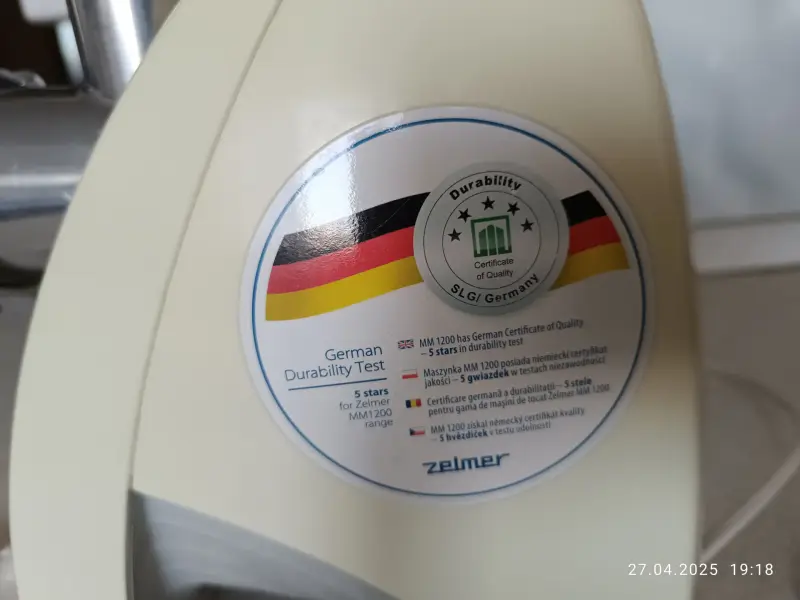 Durability
Certificate
of Quality
SLG/ Germany
German
Durability Test
5 stars
for Zelmer
MM1200
range
MM 1200 has German Certificate of Quality
– 5 stars in durability test
Maszynka MM 1200 posiada niemiecki certyfikat
jakości – 5 gwiazdek w testach niezawodności
Certificare germană a durabilităţii – 5 stele
pentru gama de maşini de tocat Zelmer MM 1200
MM 1200 získal německý certifikát kvality
– 5 hvězdiček v testu odolnosti
zelmer
27.04.2025 19:18